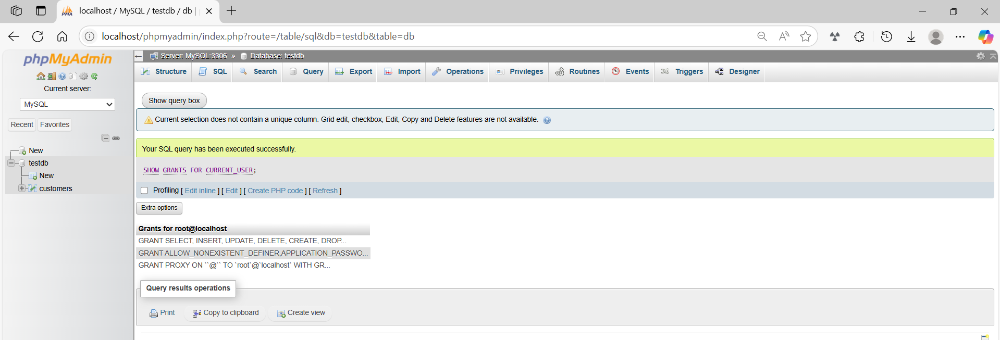 localhost / MySQL / testdb / db |
localhost/phpmyadmin/index.php?route=/table/sql&db=testdb&table=db
phpMyAdmin
Current server:
MySQL
Recent
Favorites
New
testdb
New
customers
Server: MySQL:3306 » Database: testdb
Structure
SQL
Search
Query
Export
Import
Operations
Privileges
Routines
Events
Triggers
Designer
Show query box
Current selection does not contain a unique column. Grid edit, checkbox, Edit, Copy and Delete features are not available.
Your SQL query has been executed successfully.
SHOW GRANTS FOR CURRENT_USER;
Profiling [ Edit inline ] [ Edit ] [ Create PHP code ] [ Refresh ]
Extra options
Grants for root@localhost
GRANT SELECT, INSERT, UPDATE, DELETE, CREATE, DROP...
GRANT ALLOW_NONEXISTENT_DEFINER,APPLICATION_PASSWO...
GRANT PROXY ON ``@`` TO `root`@`localhost` WITH GR...
Query results operations
Print
Copy to clipboard
Create view